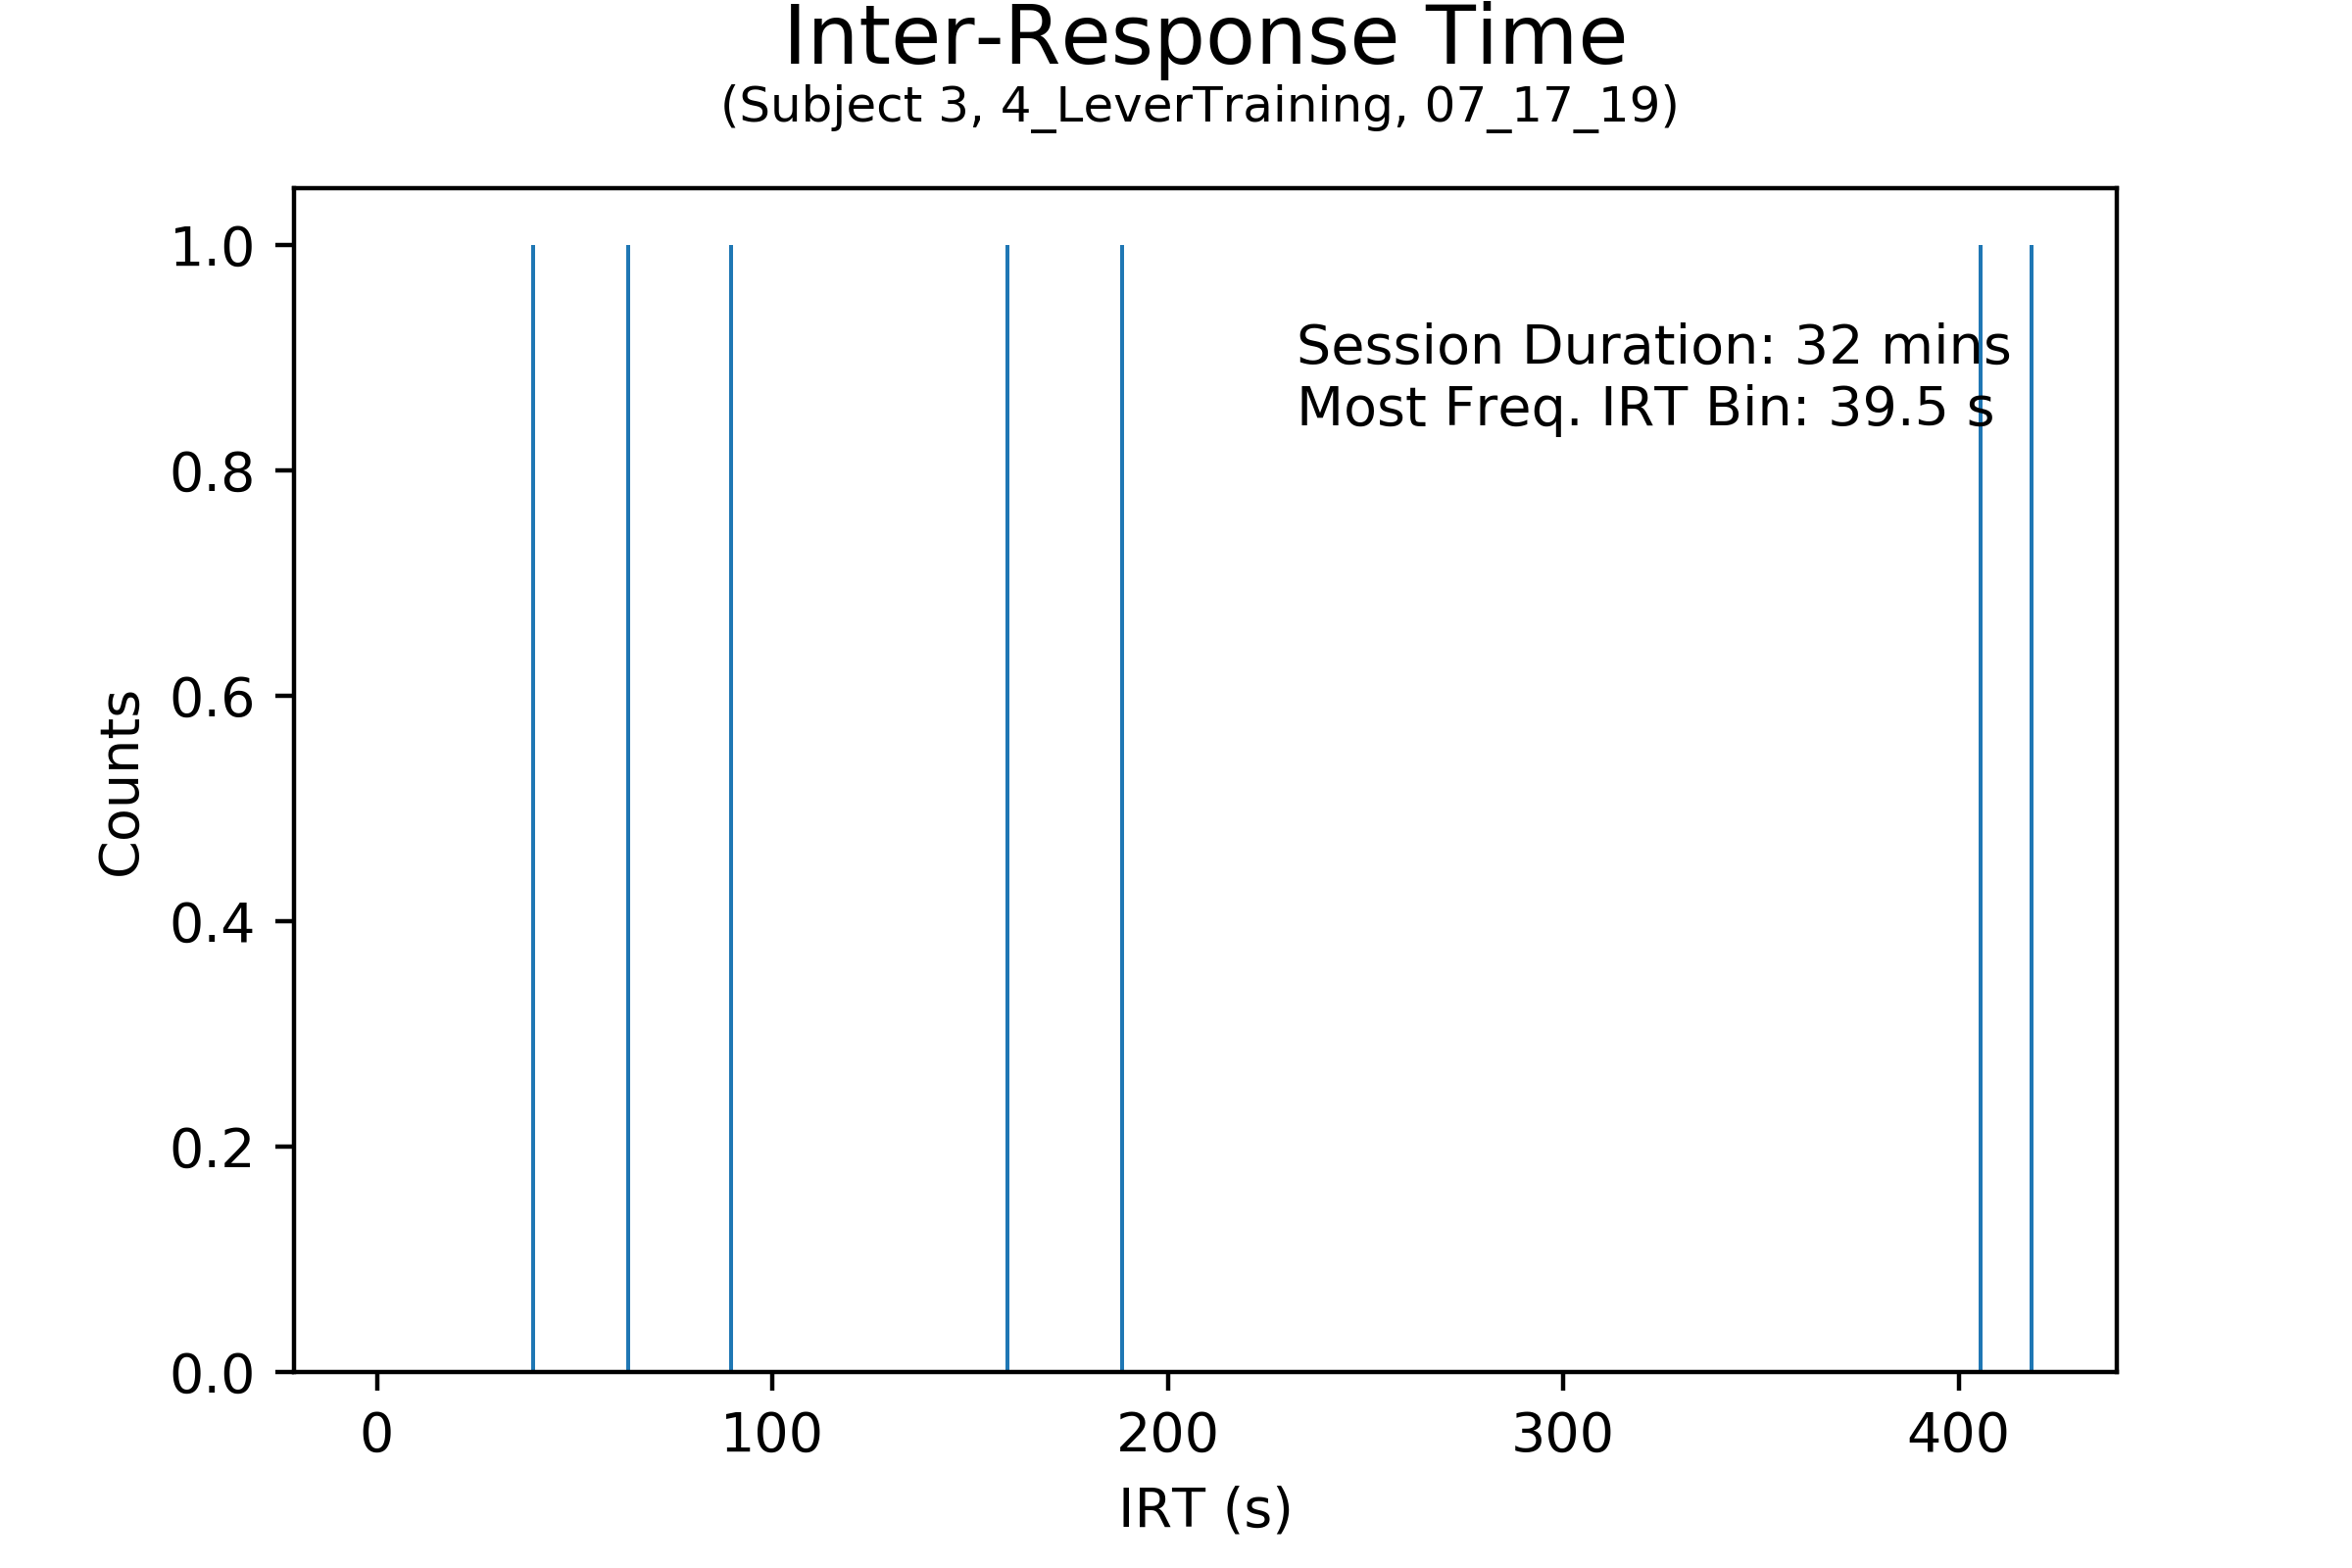 Inter-Response Time
(Subject 3, 4_LeverTraining, 07_17_19)
1.0
0.8
0.6
0.4
0.2
0.0
Counts
Session Duration: 32 mins
Most Freq. IRT Bin: 39.5 s
0 100 200 300 400
IRT (s)